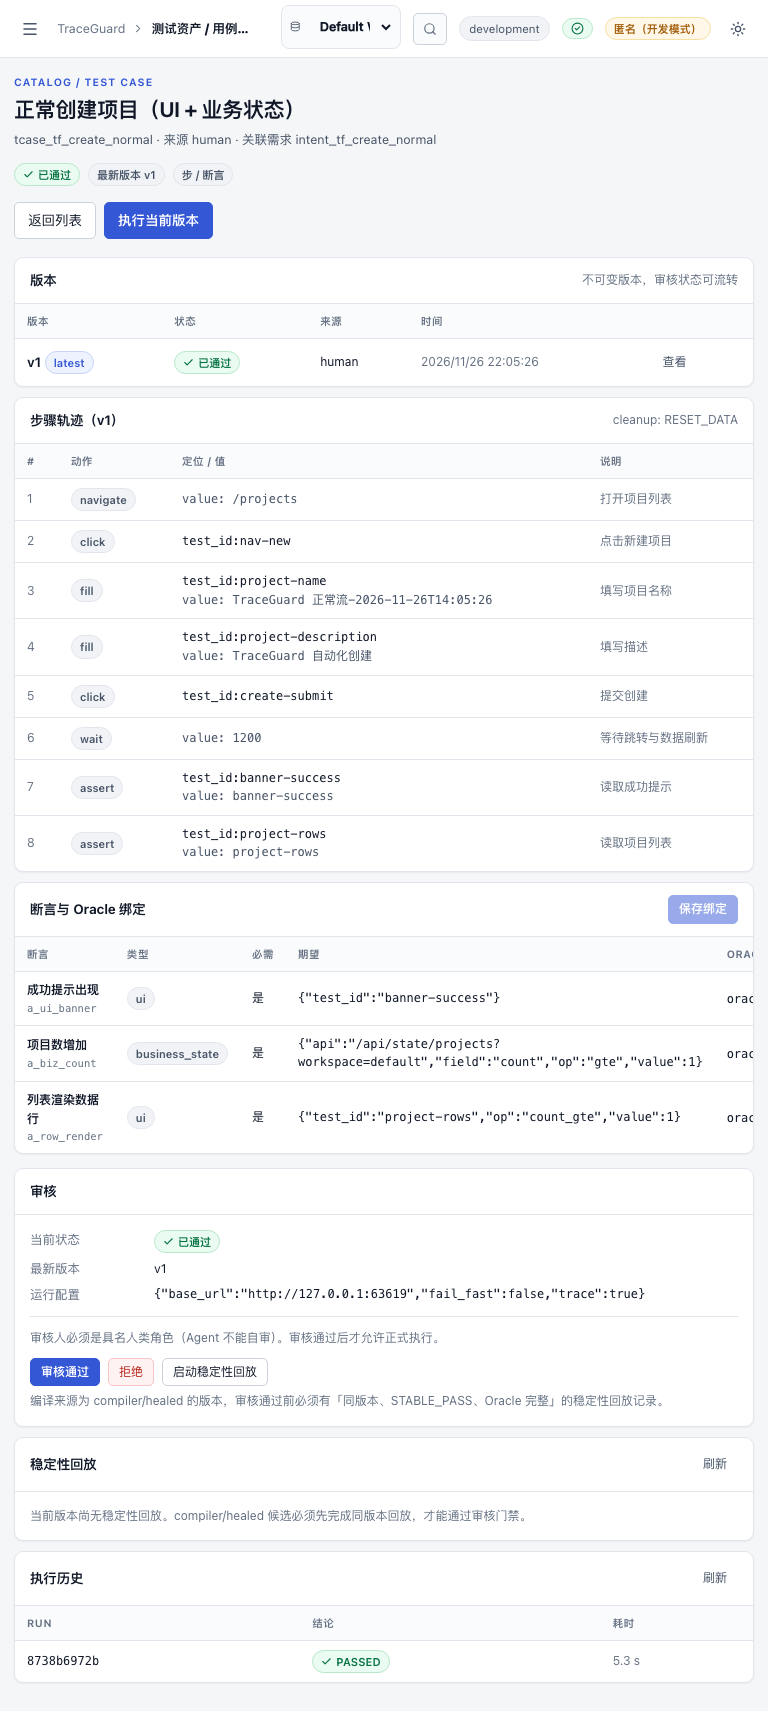 TraceGuard > 测试资产 / 用例... Default development 匿名（开发模式）
CATALOG / TEST CASE
正常创建项目（UI + 业务状态）
tcase_tf_create_normal · 来源 human · 关联需求 intent_tf_create_normal
已通过 最新版本 v1 步 / 断言
返回列表 执行当前版本
版本 不可变版本，审核状态可流转
版本 状态 来源 时间
v1 latest 已通过 human 2026/11/26 22:05:26 查看
步骤轨迹（v1） cleanup: RESET_DATA
# 动作 定位 / 值 说明
1 navigate value: /projects 打开项目列表
2 click test_id:nav-new 点击新建项目
3 fill test_id:project-name 填写项目名称
value: TraceGuard 正常流-2026-11-26T14:05:26
4 fill test_id:project-description 填写描述
value: TraceGuard 自动化创建
5 click test_id:create-submit 提交创建
6 wait value: 1200 等待跳转与数据刷新
7 assert test_id:banner-success 读取成功提示
value: banner-success
8 assert test_id:project-rows 读取项目列表
value: project-rows
断言与 Oracle 绑定 保存绑定
断言 类型 必需 期望 ORAC
成功提示出现 ui 是 {"test_id":"banner-success"} orac
a_ui_banner
项目数增加 business_state 是 {"api":"/api/state/projects? orac
a_biz_count workspace=default","field":"count","op":"gte","value":1}
列表渲染数据
行 ui 是 {"test_id":"project-rows","op":"count_gte","value":1} orac
a_row_render
审核
当前状态 已通过
最新版本 v1
运行配置 {"base_url":"http://127.0.0.1:63619","fail_fast":false,"trace":true}
审核人必须是具名人类角色（Agent 不能自审）。审核通过后才允许正式执行。
审核通过 拒绝 启动稳定性回放
编译来源为 compiler/healed 的版本，审核通过前必须有「同版本、STABLE_PASS、Oracle 完整」的稳定性回放记录。
稳定性回放 刷新
当前版本尚无稳定性回放。compiler/healed 候选必须先完成同版本回放，才能通过审核门禁。
执行历史 刷新
RUN 结论 耗时
8738b6972b PASSED 5.3 s